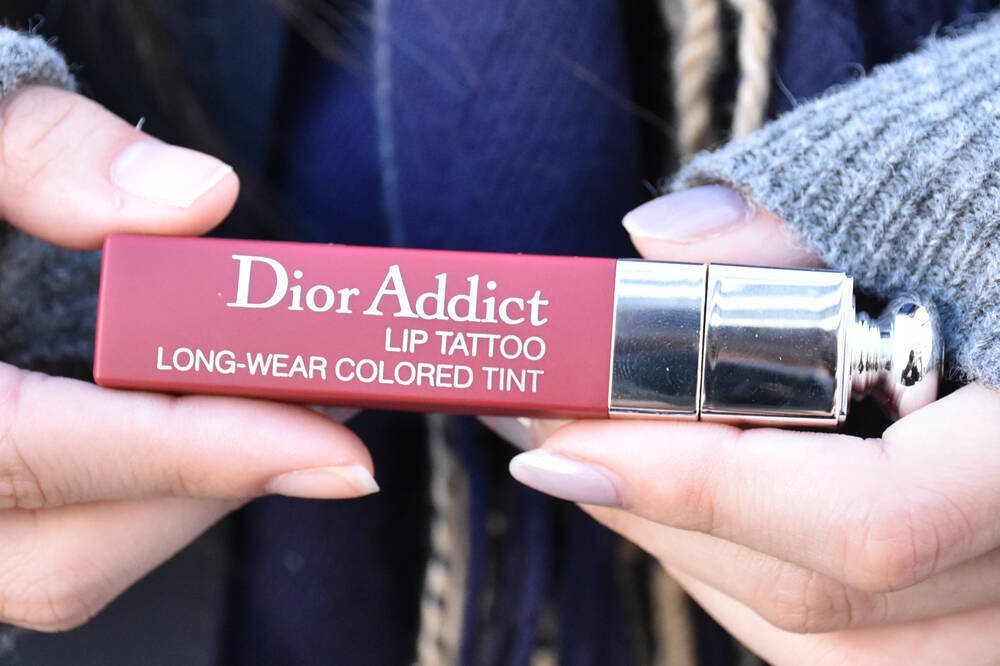 Dior Addict
LIP TATTOO
LONG-WEAR COLORED TINT